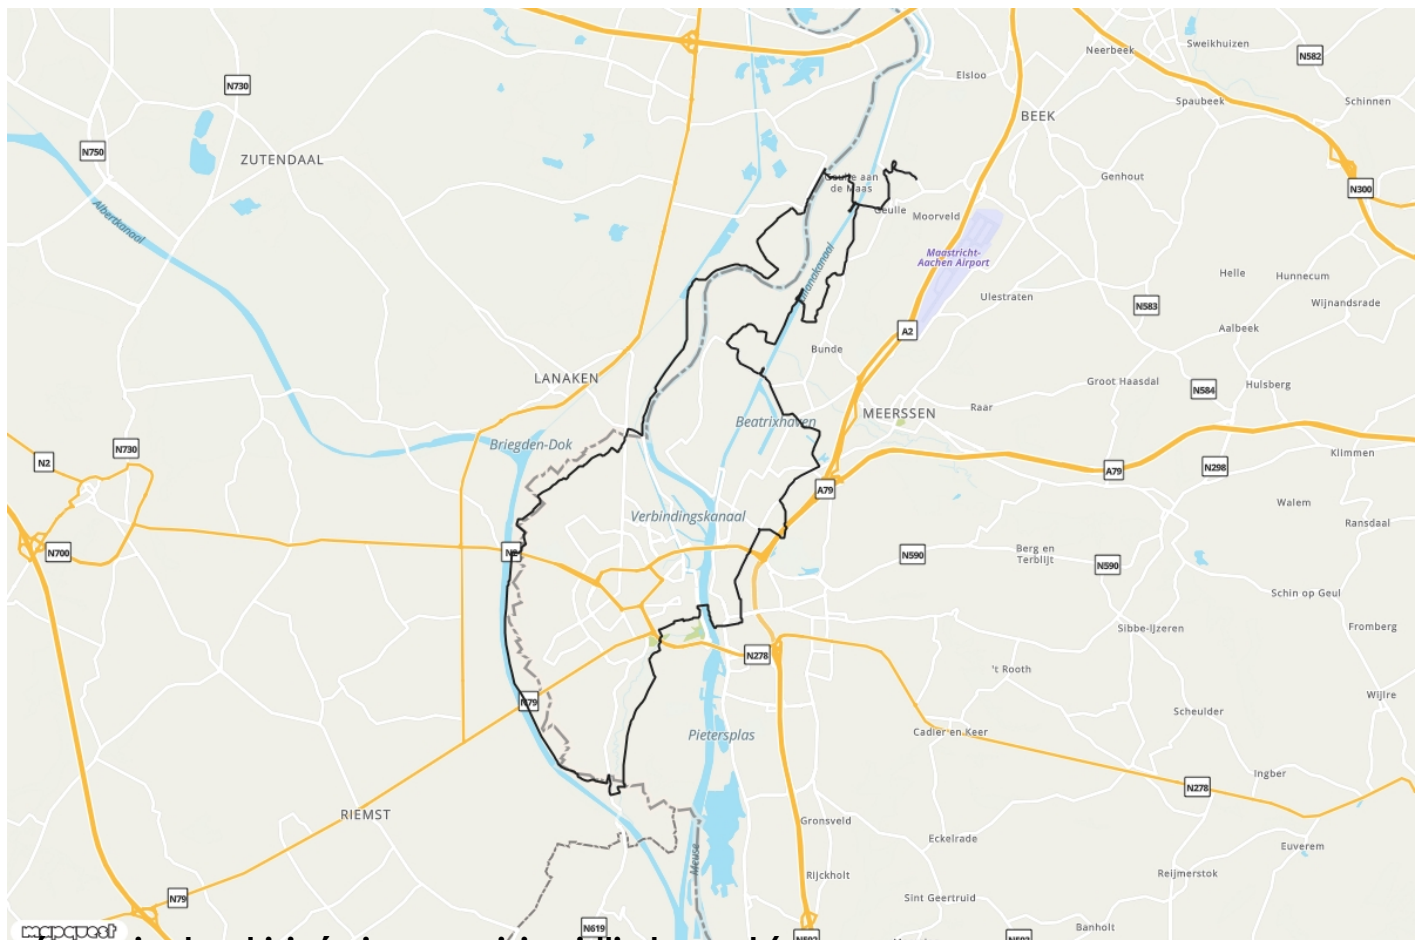 N730
N750
ZUTENDAAL
Albertkanaal
Elsloo
Neerbeek
Sweikhuizen
N582
Spaubeek
Schinnen
BEEK
Genhout
N300
Geulle aan
de Maas
Geulle
Moorveld
Maastricht-
Aachen Airport
Julianakanaal
Helle
Hunnecum
Ulestraten
N583
Wijnandsrade
A2
Aalbeek
Bunde
LANAKEN
Groot Haasdal
N584
Hulsberg
MEERSSEN
Raar
Beatrixhaven
Briegden-Dok
N730
N2
Klimmen
A79
N298
A79
Walem
Verbindingskanaal
Ransdaal
N700
N2
N590
Berg en
Terblijt
N590
Schin op Geul
Sibbe-IJzeren
Fromberg
N278
't Rooth
Wijlre
N79
Scheulder
Cadier en Keer
Pietersplas
Ingber
N278
RIEMST
Gronsveld
Eckelrade
Euverem
Meuse
Rijckholt
Reijmerstok
N79
Sint Geertruid
N619
Banholt
mapquest